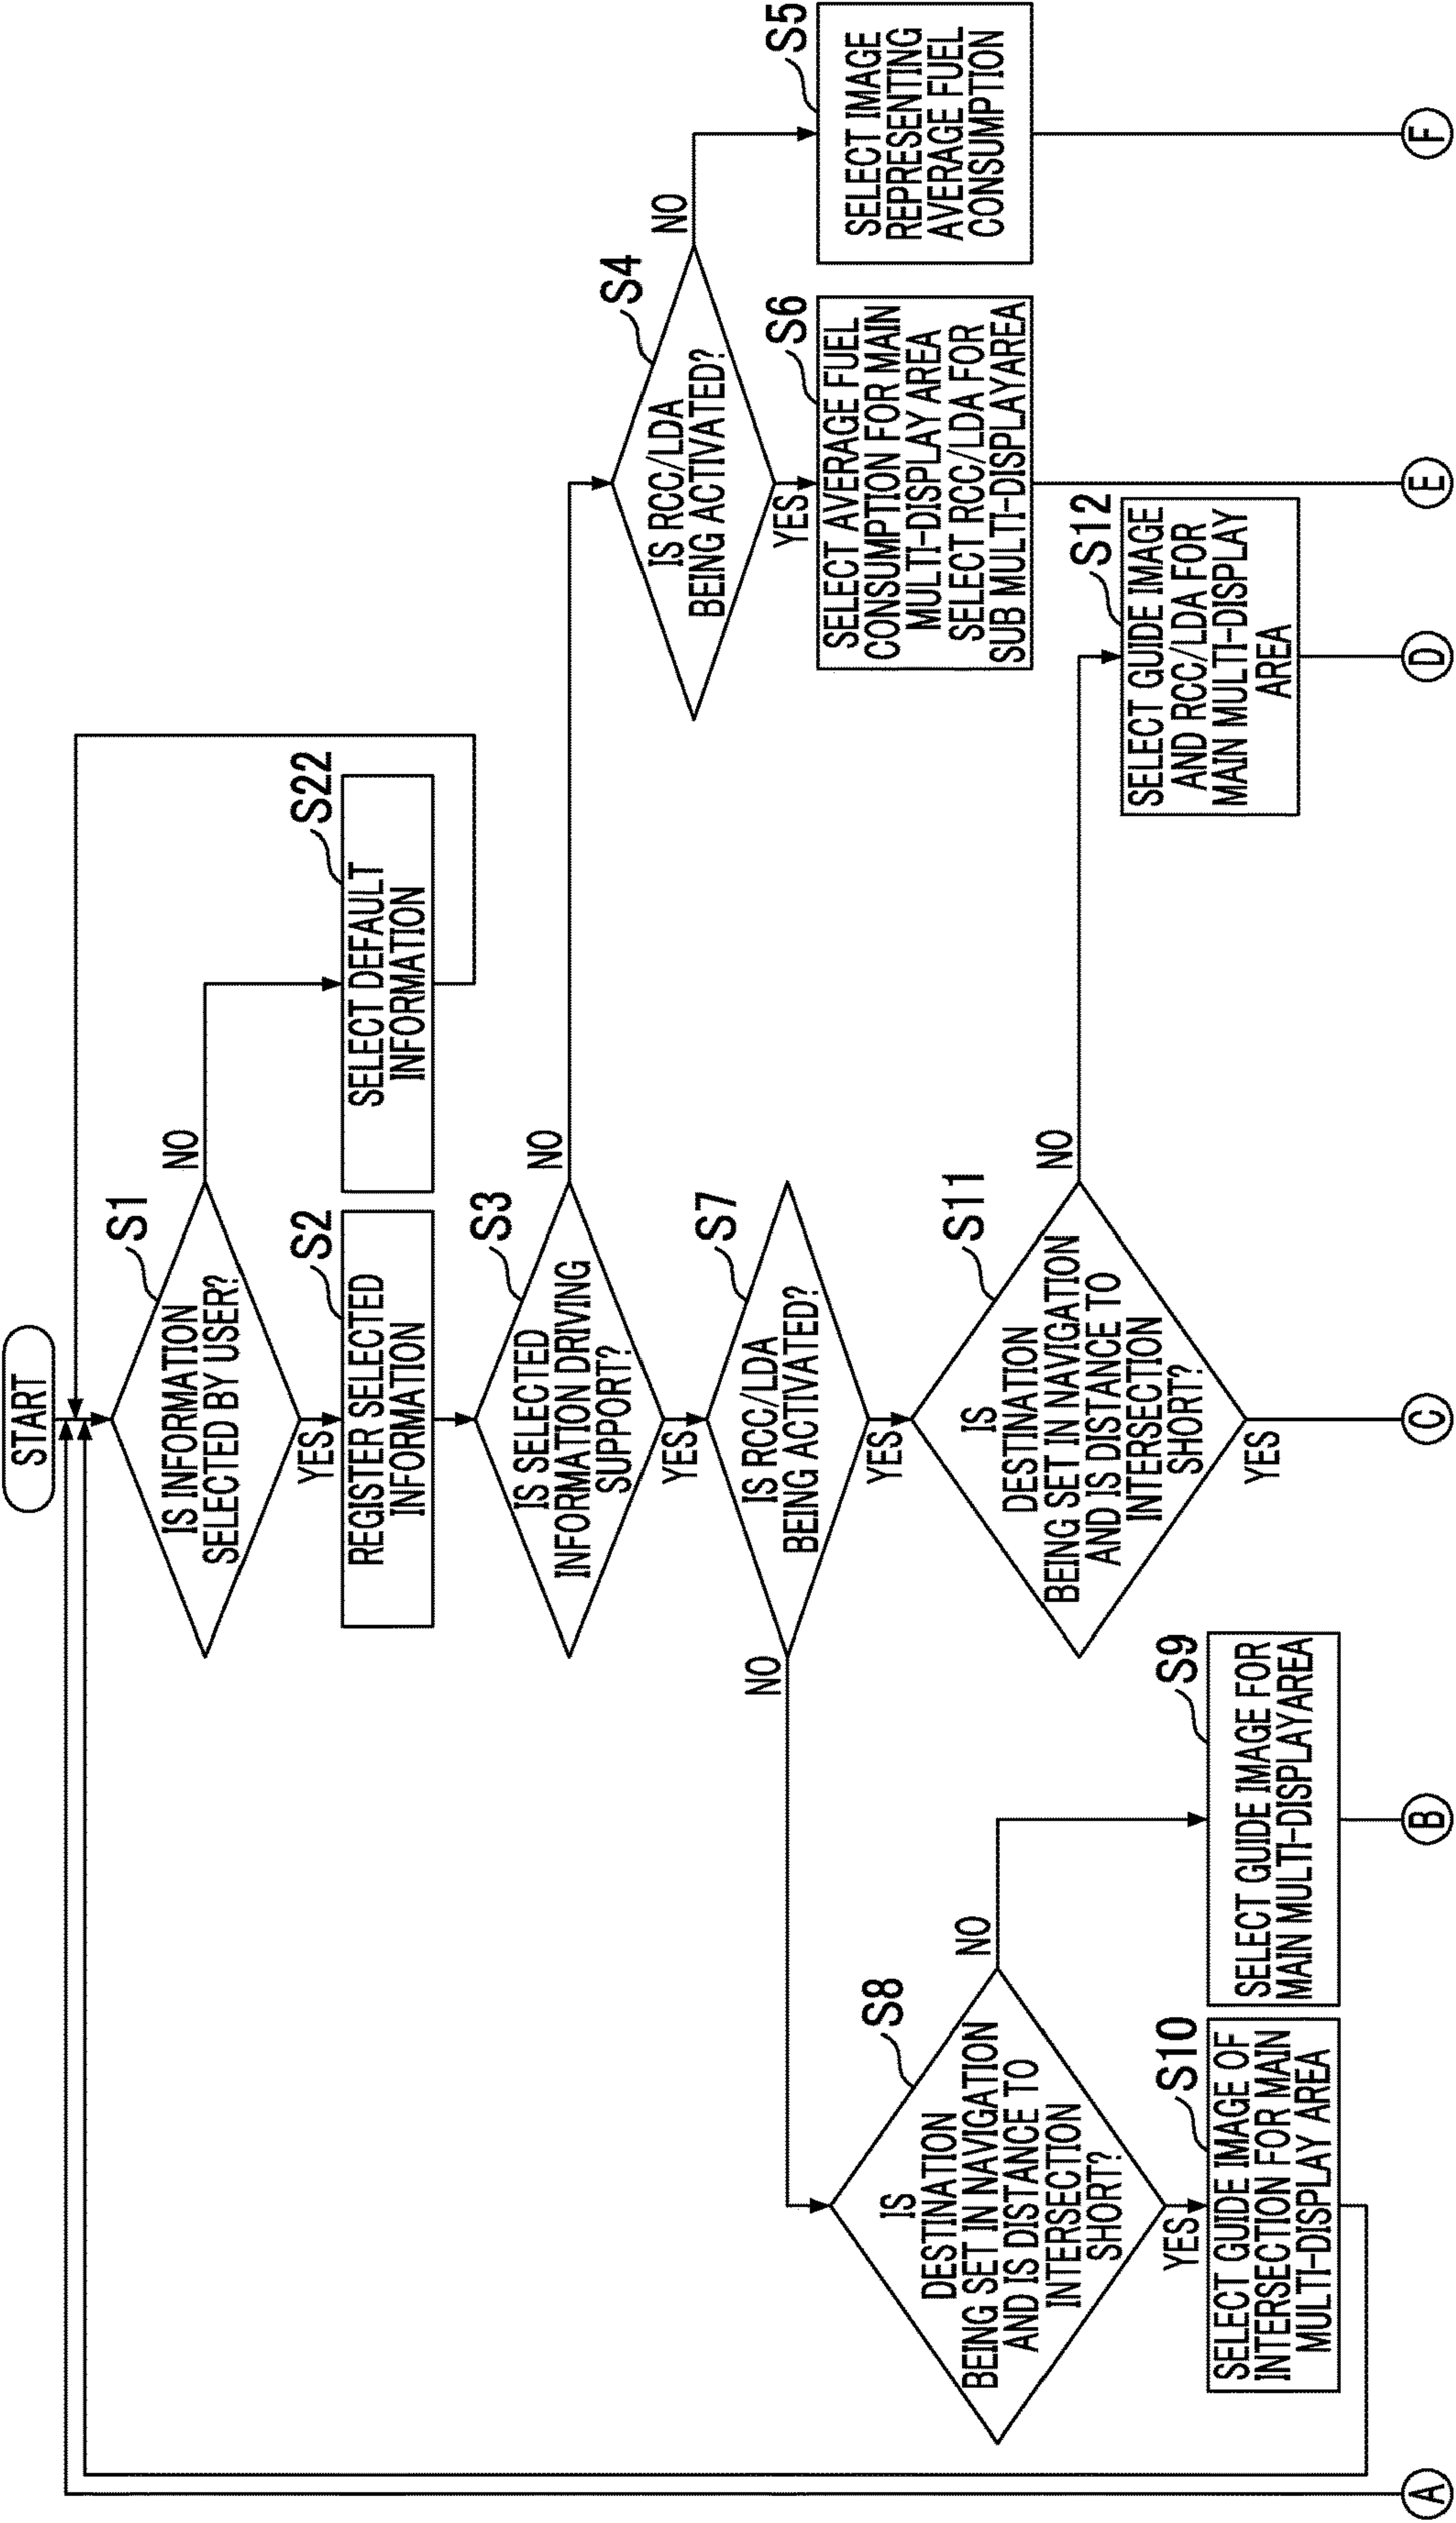 START
S1
IS INFORMATION
SELECTED BY USER?
NO
YES
S22
SELECT DEFAULT
INFORMATION
S2
REGISTER SELECTED
INFORMATION
S3
IS SELECTED
INFORMATION DRIVING
SUPPORT?
NO
YES
S4
IS RCC/LDA
BEING ACTIVATED?
NO
YES
S5
SELECT IMAGE
REPRESENTING
AVERAGE FUEL
CONSUMPTION
S6
SELECT AVERAGE FUEL
CONSUMPTION FOR MAIN
MULTI-DISPLAY AREA
SELECT RCC/LDA FOR
SUB MULTI-DISPLAYAREA
S7
IS RCC/LDA
BEING ACTIVATED?
NO
YES
S8
IS
DESTINATION
BEING SET IN NAVIGATION
AND IS DISTANCE TO
INTERSECTION
SHORT?
NO
YES
S9
SELECT GUIDE IMAGE FOR
MAIN MULTI-DISPLAYAREA
S10
SELECT GUIDE IMAGE OF
INTERSECTION FOR MAIN
MULTI-DISPLAY AREA
S11
IS
DESTINATION
BEING SET IN NAVIGATION
AND IS DISTANCE TO
INTERSECTION
SHORT?
NO
YES
S12
SELECT GUIDE IMAGE
AND RCC/LDA FOR
MAIN MULTI-DISPLAY
AREA
A
B
C
D
E
F